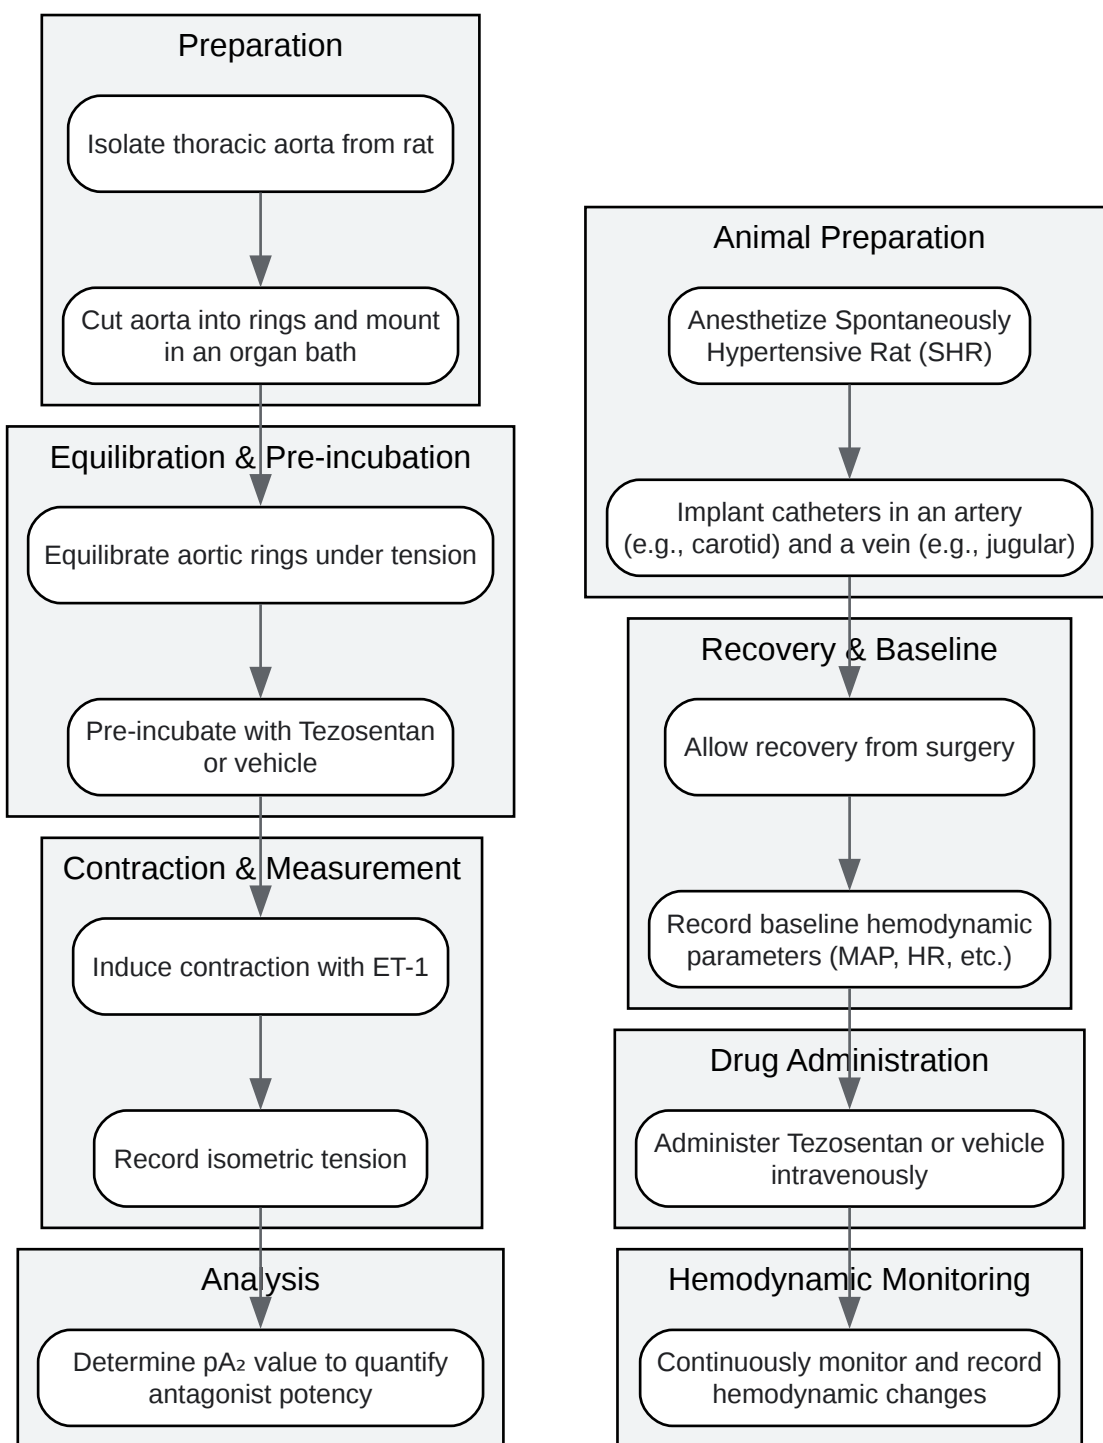 Preparation
Isolate thoracic aorta from rat
Cut aorta into rings and mount
in an organ bath
Equilibration & Pre-incubation
Equilibrate aortic rings under tension
Pre-incubate with Tezosentan
or vehicle
Contraction & Measurement
Induce contraction with ET-1
Record isometric tension
Analysis
Determine pA₂ value to quantify
antagonist potency
Animal Preparation
Anesthetize Spontaneously
Hypertensive Rat (SHR)
Implant catheters in an artery
(e.g., carotid) and a vein (e.g., jugular)
Recovery & Baseline
Allow recovery from surgery
Record baseline hemodynamic
parameters (MAP, HR, etc.)
Drug Administration
Administer Tezosentan or vehicle
intravenously
Hemodynamic Monitoring
Continuously monitor and record
hemodynamic changes